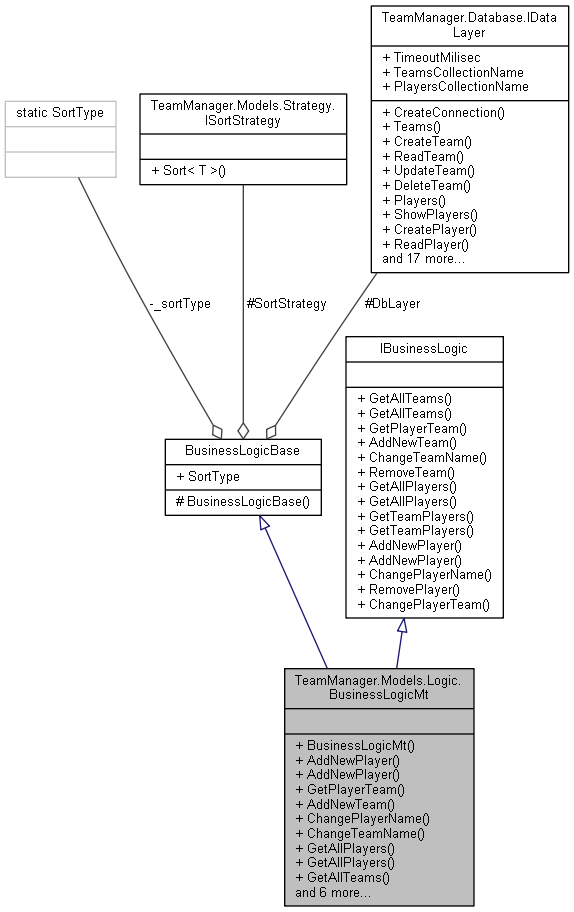 TeamManager.Database.IData
Layer
+ TimeoutMilisec
+ TeamsCollectionName
+ PlayersCollectionName
+ CreateConnection()
+ Teams()
+ CreateTeam()
+ ReadTeam()
+ UpdateTeam()
+ DeleteTeam()
+ Players()
+ ShowPlayers()
+ CreatePlayer()
+ ReadPlayer()
and 17 more...
static SortType
TeamManager.Models.Strategy.
ISortStrategy
+ Sort< T >()
-_sortType
#SortStrategy
#DbLayer
IBusinessLogic
+ GetAllTeams()
+ GetAllTeams()
+ GetPlayerTeam()
+ AddNewTeam()
+ ChangeTeamName()
+ RemoveTeam()
+ GetAllPlayers()
+ GetAllPlayers()
+ GetTeamPlayers()
+ GetTeamPlayers()
+ AddNewPlayer()
+ AddNewPlayer()
+ ChangePlayerName()
+ RemovePlayer()
+ ChangePlayerTeam()
BusinessLogicBase
+ SortType
# BusinessLogicBase()
TeamManager.Models.Logic.
BusinessLogicMt
+ BusinessLogicMt()
+ AddNewPlayer()
+ AddNewPlayer()
+ GetPlayerTeam()
+ AddNewTeam()
+ ChangePlayerName()
+ ChangeTeamName()
+ GetAllPlayers()
+ GetAllPlayers()
+ GetAllTeams()
and 6 more...